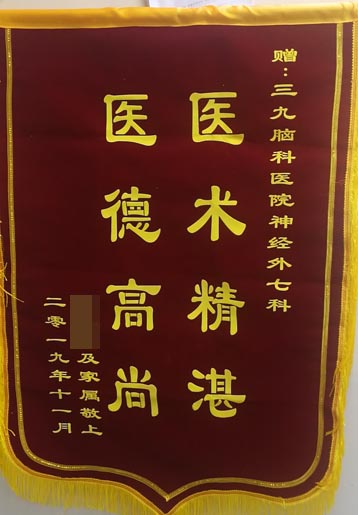 赠：三九脑科医院神经外七科
医术精湛
医德高尚
及家属敬上
二零一九年十一月